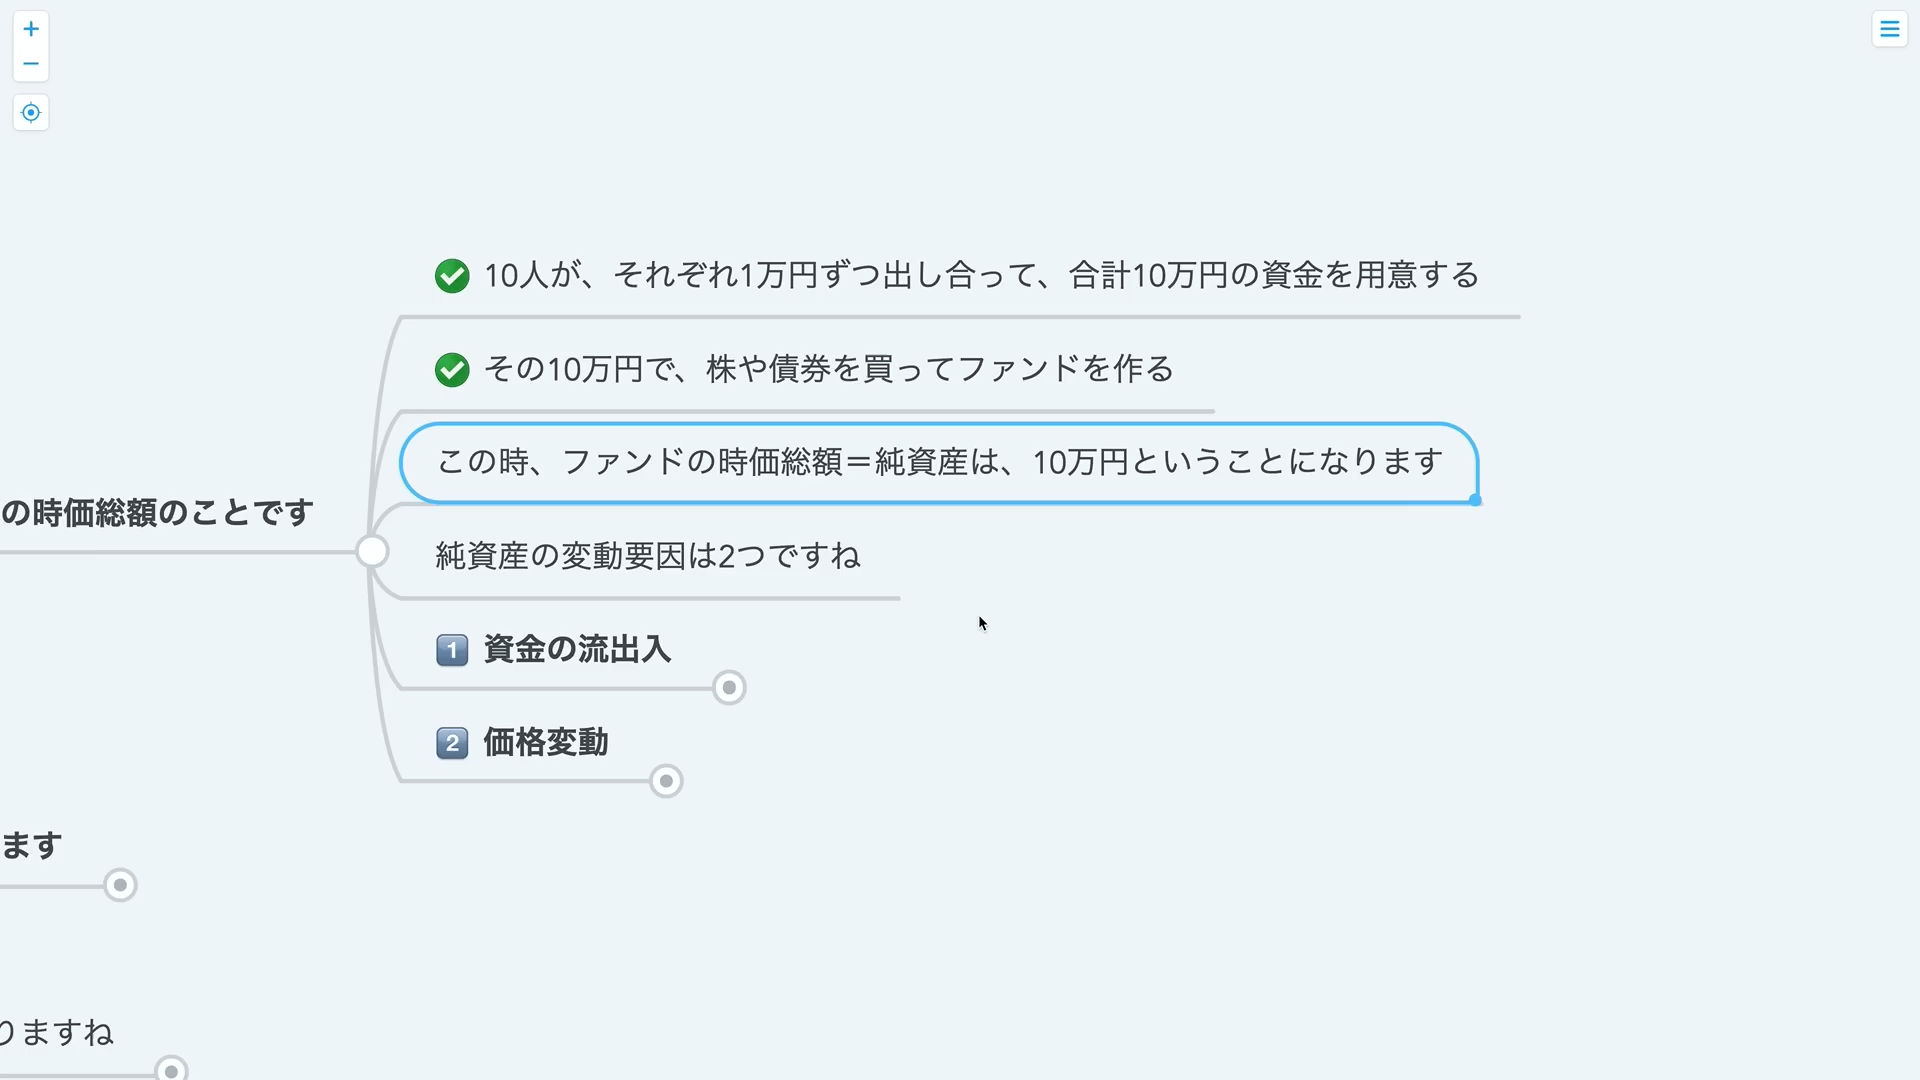 10人が、それぞれ1万円ずつ出し合って、合計10万円の資金を用意する
その10万円で、株や債券を買ってファンドを作る
この時、ファンドの時価総額＝純資産は、10万円ということになります
の時価総額のことです
純資産の変動要因は2つですね
1 資金の流出入
2 価格変動
ます
りますね